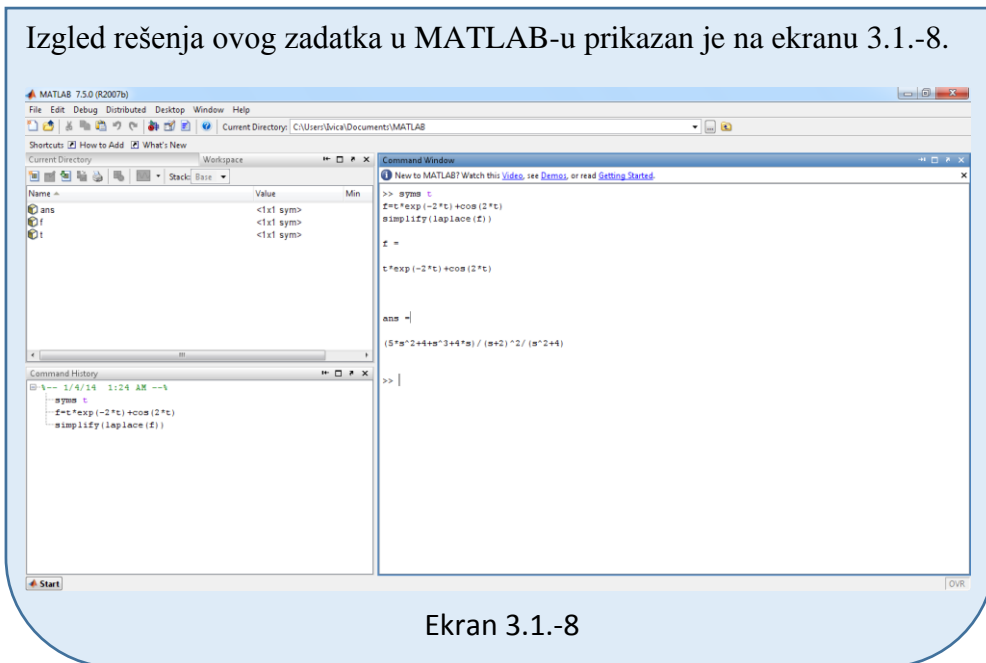 Izgled rešenja ovog zadatka u MATLAB-u prikazan je na ekranu 3.1.-8.
MATLAB 7.5.0 (R2007b)
File Edit Debug Distributed Desktop Window Help
Current Directory: C:\Users\Ivica\Documents\MATLAB
Shortcuts How to Add What's New
Current Directory Workspace
Stack: Base
Name Value Min
ans <1x1 sym>
f <1x1 sym>
t <1x1 sym>
Command History
%-- 1/4/14 1:24 AM --%
syms t
f=t*exp(-2*t)+cos(2*t)
simplify(laplace(f))
Command Window
New to MATLAB? Watch this Video, see Demos, or read Getting Started.
>> syms t
f=t*exp(-2*t)+cos(2*t)
simplify(laplace(f))
f =
t*exp(-2*t)+cos(2*t)
ans =
(5*s^2+4+s^3+4*s)/(s+2)^2/(s^2+4)
>>
Start
OVR
Ekran 3.1.-8